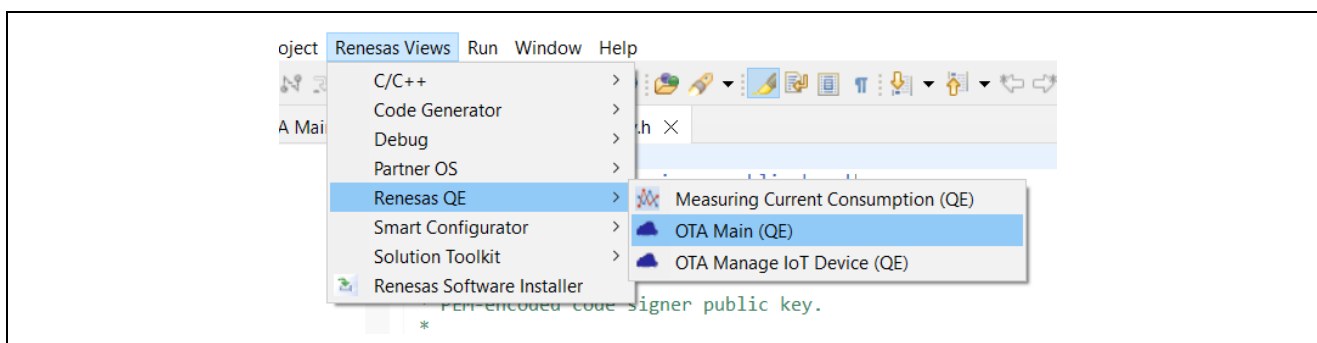 oject Renesas Views Run Window Help
C/C++
Code Generator
A Mai
.h
Debug
Partner OS
Renesas QE
Measuring Current Consumption (QE)
Smart Configurator
OTA Main (QE)
Solution Toolkit
OTA Manage IoT Device (QE)
Renesas Software Installer
* PEM-encoded code signer public key.
*